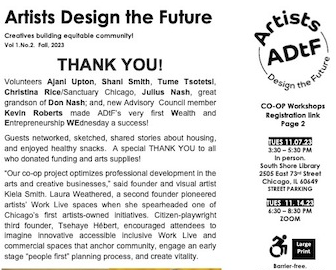 Artists Design the Future
Creatives building equitable community!
Vol 1.No.2. Fall, 2023
THANK YOU!
Volunteers Ajani Upton, Shani Smith, Tume Tsotetsi,
Christina Rice/Sanctuary Chicago, Julius Nash, great
grandson of Don Nash; and, new Advisory Council member
Kevin Roberts made ADtF's very first Wealth and
Entrepreneurship WEdnesday a success!
Guests networked, sketched, shared stories about housing,
and enjoyed healthy snacks. A special THANK YOU to all
who donated funding and arts supplies!
"Our co-op project optimizes professional development in the
arts and creative businesses," said founder and visual artist
Kiela Smith. Laura Weathered, a second founder pioneered
artists' Work Live spaces when she spearheaded one of
Chicago's first artists-owned initiatives. Citizen-playwright
third founder, Tsehaye Hébert, encouraged attendees to
imagine innovative accessible inclusive Work Live and
commercial spaces that anchor community, engage an early
stage "people first" planning process, and create vitality.
Artists
ADtF
Design the Future
CO-OP Workshops
Registration link
Page 2
TUES 11.07.23
3:30 – 5:30 PM
In person.
South Shore Library
2505 East 73rd Street
Chicago, IL 60649
STREET PARKING
TUES. 11. 14.23
6:30 – 8:30 PM
ZOOM
Large
Print
Barrier-free.